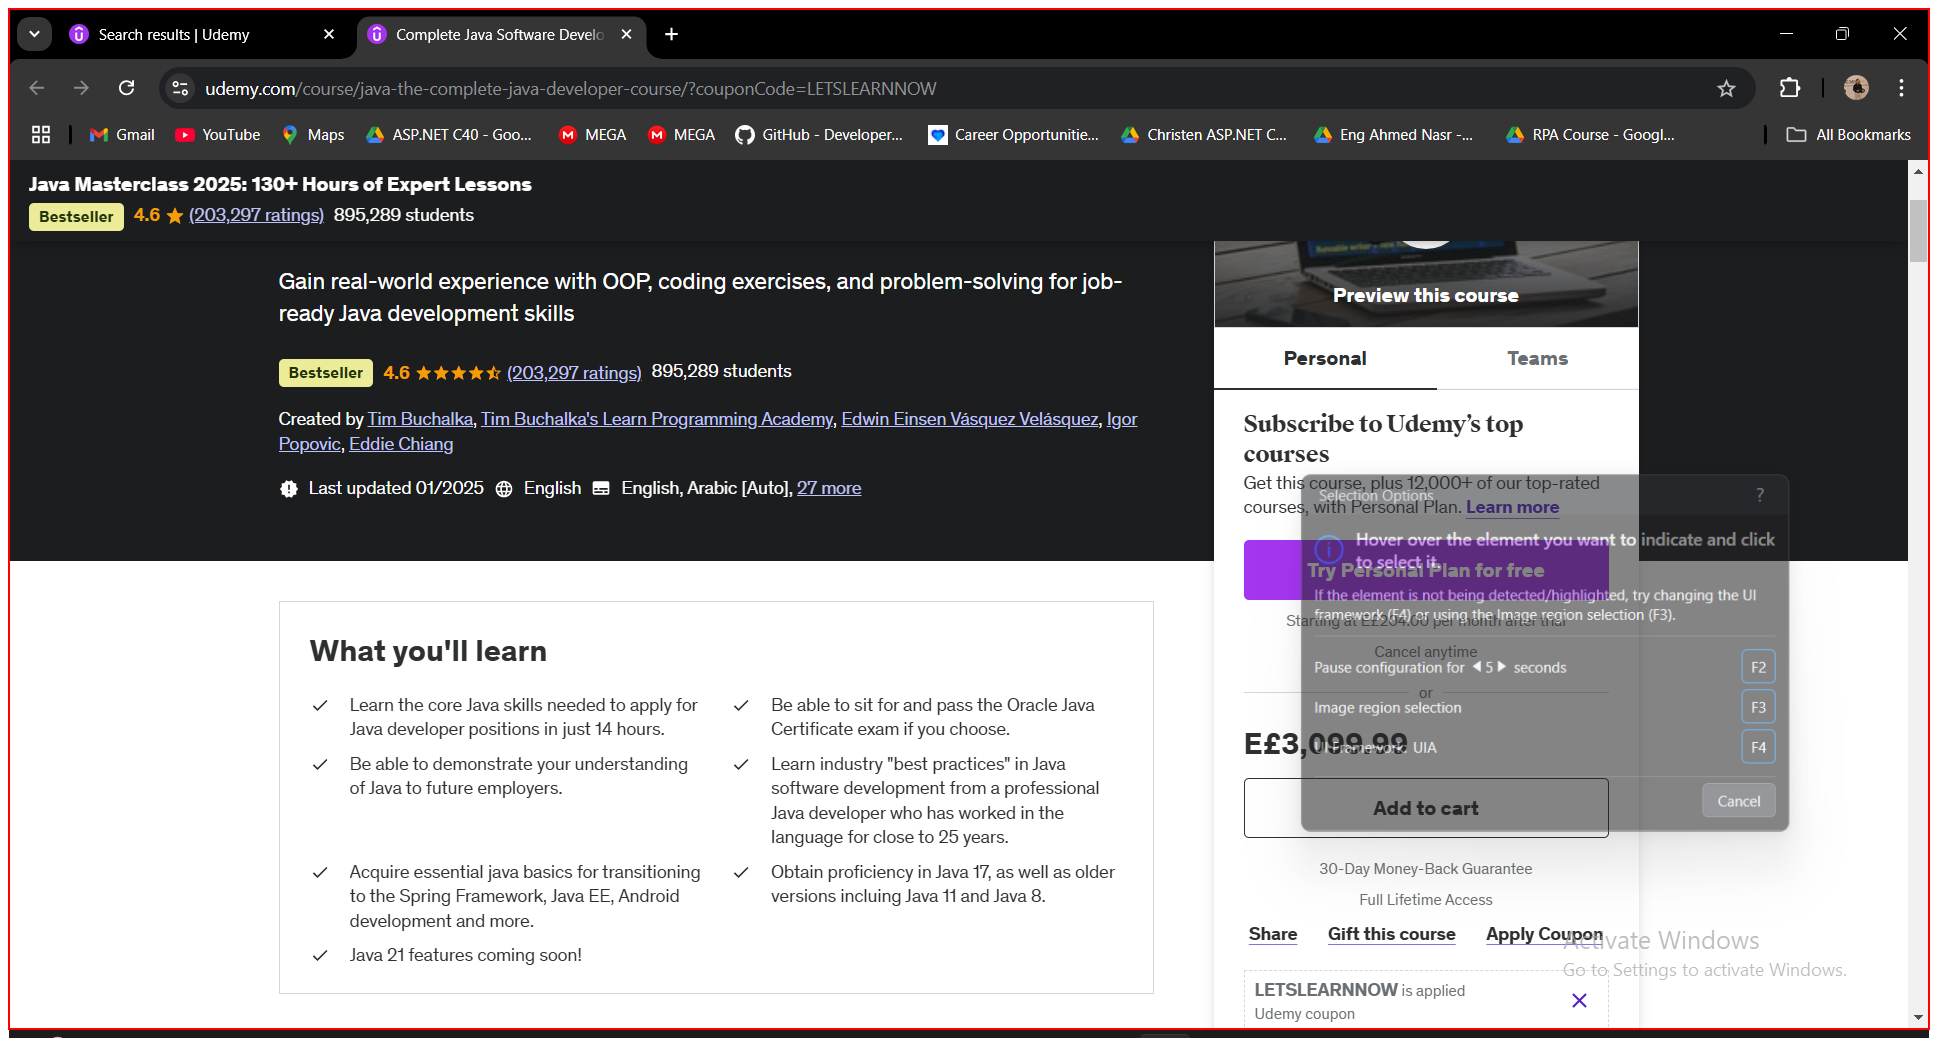 Search results | Udemy
Complete Java Software Develo
udemy.com/course/java-the-complete-java-developer-course/?couponCode=LETSLEARNNOW
Gmail
YouTube
Maps
ASP.NET C40 - Goo...
MEGA
MEGA
GitHub - Developer...
Career Opportunitie...
Christen ASP.NET C...
Eng Ahmed Nasr -...
RPA Course - Googl...
All Bookmarks
Java Masterclass 2025: 130+ Hours of Expert Lessons
Bestseller 4.6 (203,297 ratings) 895,289 students
Gain real-world experience with OOP, coding exercises, and problem-solving for job-
ready Java development skills
Bestseller 4.6 (203,297 ratings) 895,289 students
Created by Tim Buchalka, Tim Buchalka's Learn Programming Academy, Edwin Einsen Vásquez Velásquez, Igor
Popovic, Eddie Chiang
Last updated 01/2025 English English, Arabic [Auto], 27 more
What you'll learn
Learn the core Java skills needed to apply for
Java developer positions in just 14 hours.
Be able to sit for and pass the Oracle Java
Certificate exam if you choose.
Be able to demonstrate your understanding
of Java to future employers.
Learn industry "best practices" in Java
software development from a professional
Java developer who has worked in the
language for close to 25 years.
Acquire essential java basics for transitioning
to the Spring Framework, Java EE, Android
development and more.
Obtain proficiency in Java 17, as well as older
versions incluing Java 11 and Java 8.
Java 21 features coming soon!
Preview this course
Personal
Teams
Subscribe to Udemy's top
courses
Get this course, plus 12,000+ of our top-rated
courses, with Personal Plan. Learn more
Try Personal Plan for free
Starting at E£204.00 per month after trial
Cancel anytime
or
E£3,099.99
Add to cart
30-Day Money-Back Guarantee
Full Lifetime Access
Share
Gift this course
Apply Coupon
LETSLEARNNOW is applied
Udemy coupon
Selection Options
?
Hover over the element you want to indicate and click
to select it.
If the element is not being detected/highlighted, try changing the UI
framework (F4) or using the Image region selection (F3).
Pause configuration for 5 seconds
F2
Image region selection
F3
UI Framework: UIA
F4
Cancel
Activate Windows
Go to Settings to activate Windows.